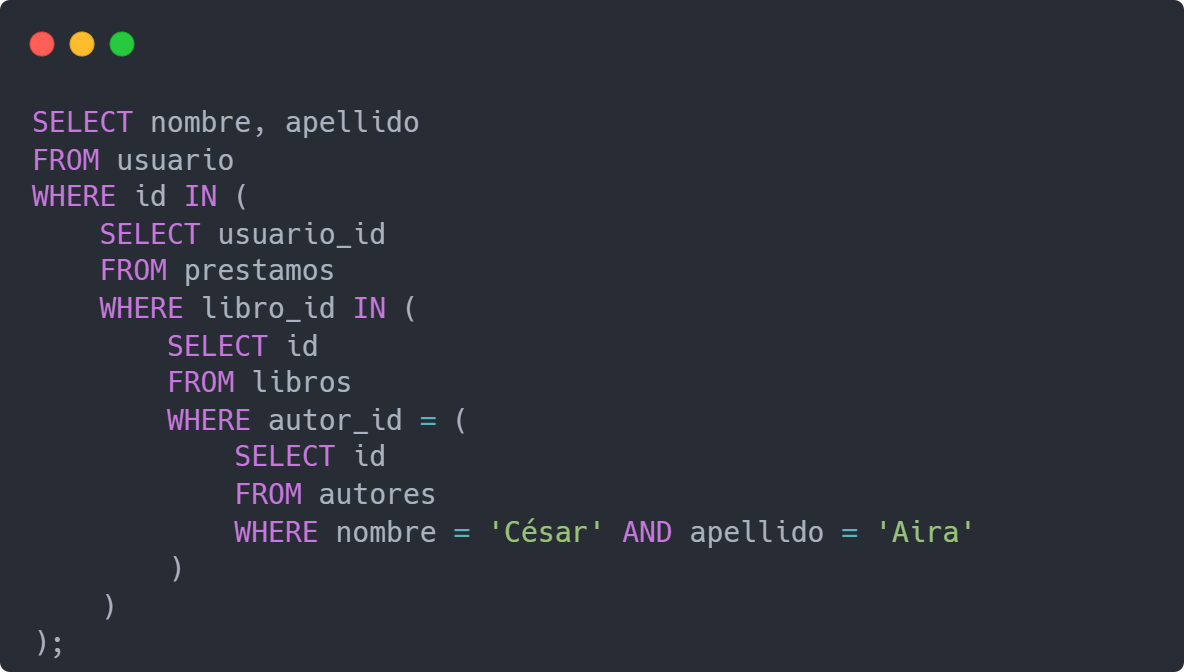 SELECT nombre, apellido
FROM usuario
WHERE id IN (
    SELECT usuario_id
    FROM prestamos
    WHERE libro_id IN (
        SELECT id
        FROM libros
        WHERE autor_id = (
            SELECT id
            FROM autores
            WHERE nombre = 'César' AND apellido = 'Aira'
        )
    )
);